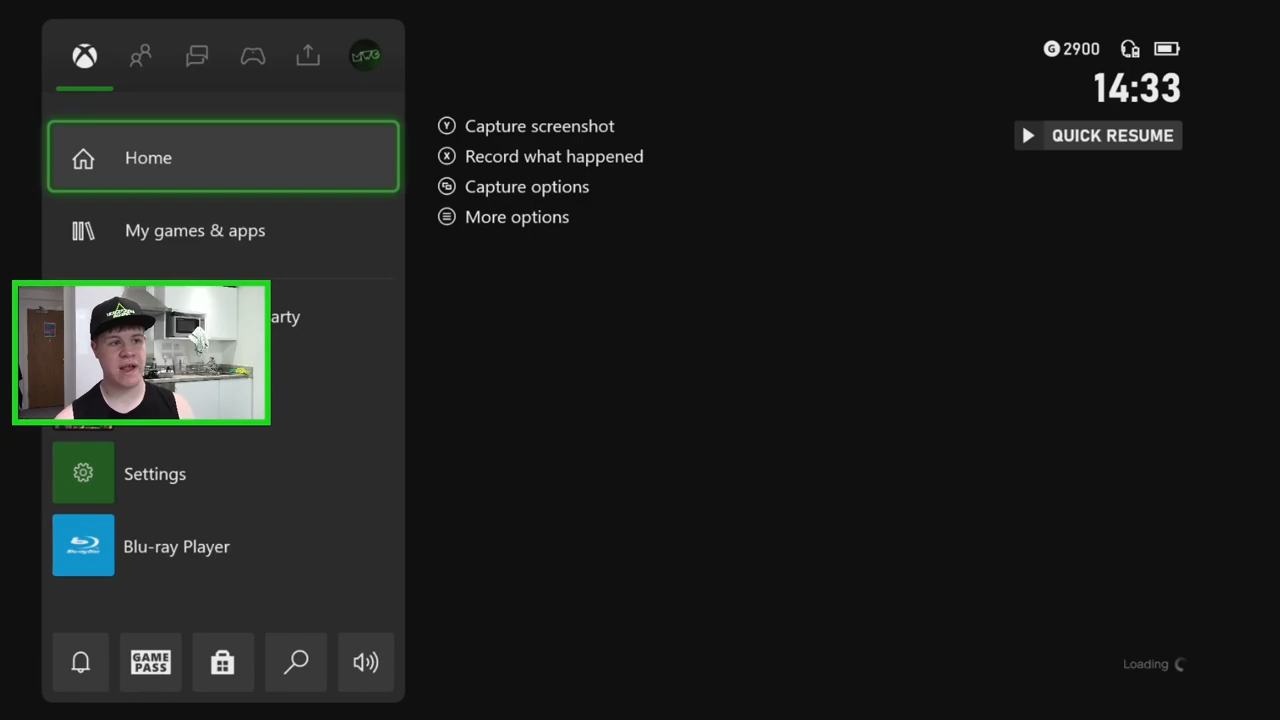 G 2900
14:33
QUICK RESUME
Home
My games & apps
arty
Settings
Blu-ray Player
Y Capture screenshot
X Record what happened
Capture options
More options
GAME
PASS
Loading